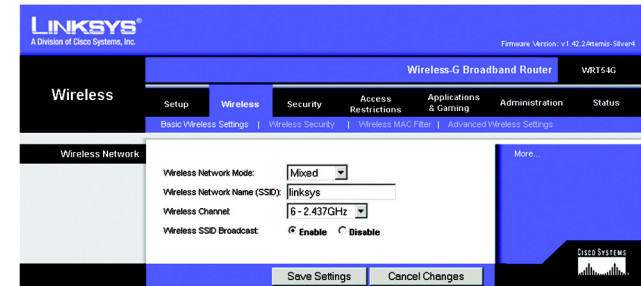 LINKSYS®
A Division of Cisco Systems, Inc.
Firmware Version: v1.42.2Artemis-Silver4
Wireless-G Broadband Router WRT54G
Wireless
Setup Wireless Security Access Restrictions Applications & Gaming Administration Status
Basic Wireless Settings | Wireless Security | Wireless MAC Filter | Advanced Wireless Settings
Wireless Network
More...
Wireless Network Mode: Mixed
Wireless Network Name (SSID): linksys
Wireless Channel: 6 - 2.437GHz
Wireless SSID Broadcast: Enable Disable
CISCO SYSTEMS
Save Settings Cancel Changes